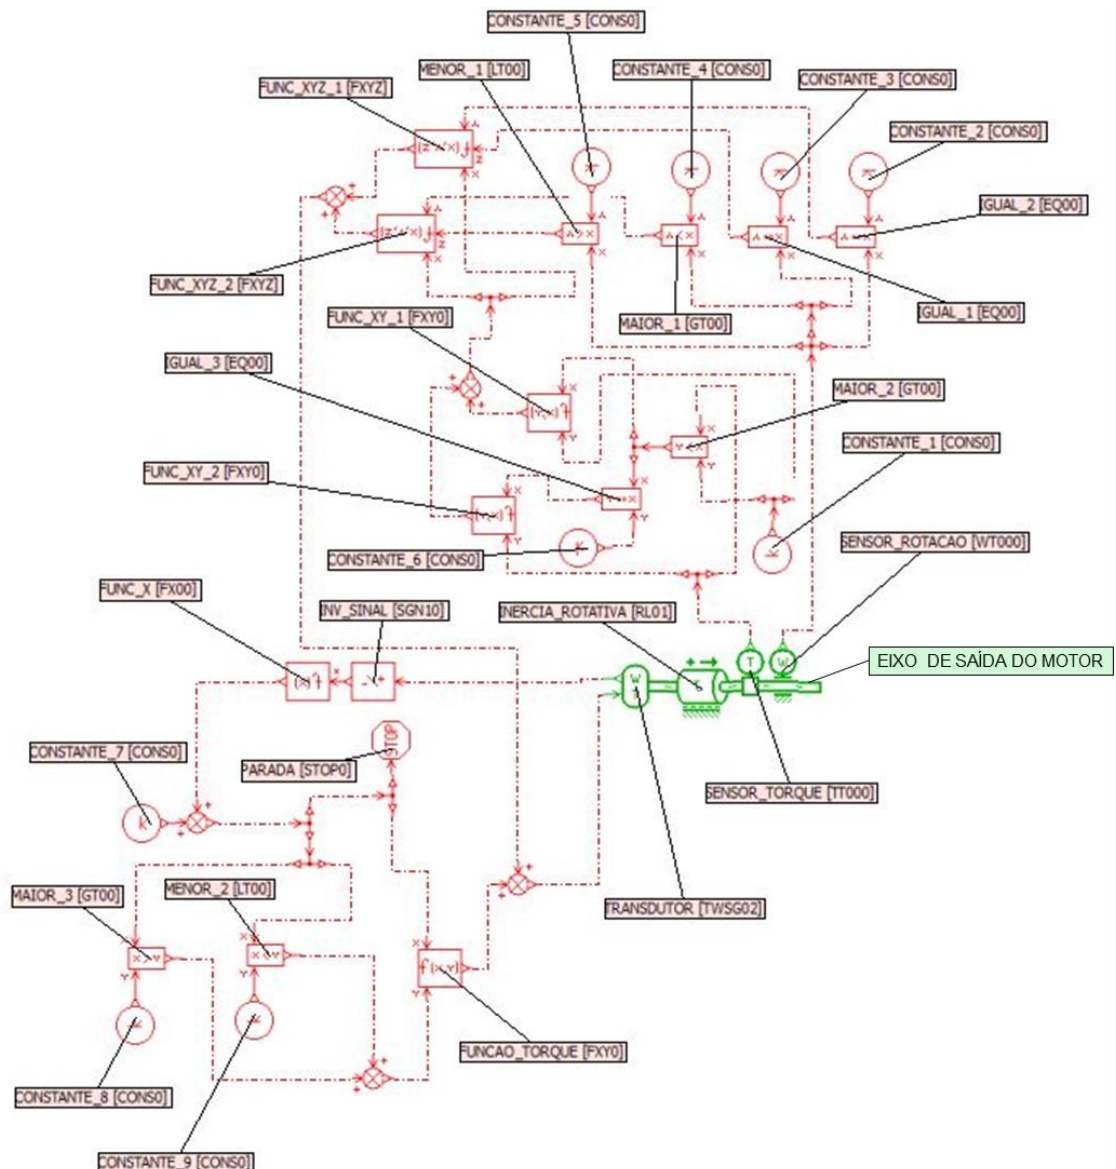 CONSTANTE_5 [CONS0]
MENOR_1 [LT00]
CONSTANTE_4 [CONS0]
CONSTANTE_3 [CONS0]
FUNC_XYZ_1 [FXYZ]
CONSTANTE_2 [CONS0]
IGUAL_2 [EQ00]
FUNC_XYZ_2 [FXYZ]
FUNC_XY_1 [FXY0]
MAIOR_1 [GT00]
IGUAL_1 [EQ00]
IGUAL_3 [EQ00]
MAIOR_2 [GT00]
CONSTANTE_1 [CONS0]
FUNC_XY_2 [FXY0]
SENSOR_ROTACAO [WT000]
CONSTANTE_6 [CONS0]
FUNC_X [FX00]
INV_SINAL [SGN10]
INERCIA_ROTATIVA [RL01]
EIXO DE SAÍDA DO MOTOR
T
W
W
T
STOP
CONSTANTE_7 [CONS0]
PARADA [STOP0]
SENSOR_TORQUE [TT000]
k
MAIOR_3 [GT00]
MENOR_2 [LT00]
TRANSDUTOR [TWSG02]
x > y
x < y
f(x,y)
FUNCAO_TORQUE [FXY0]
CONSTANTE_8 [CONS0]
CONSTANTE_9 [CONS0]